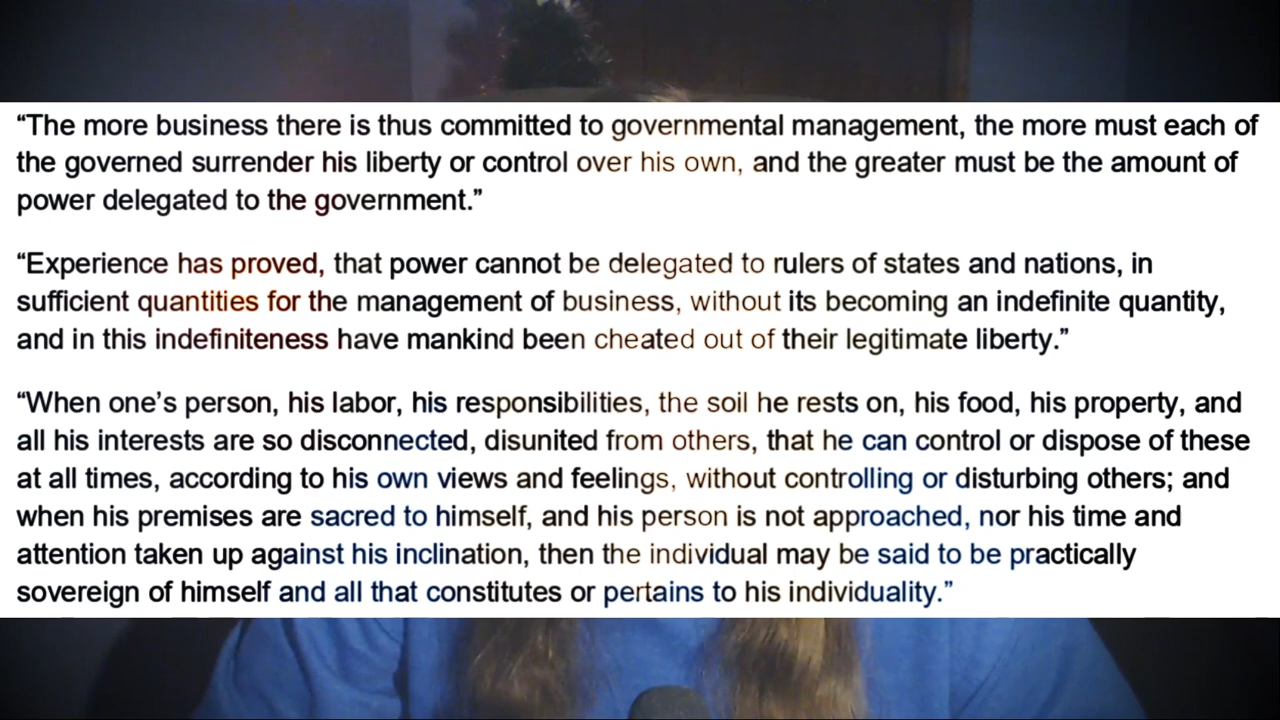 “The more business there is thus committed to governmental management, the more must each of
the governed surrender his liberty or control over his own, and the greater must be the amount of
power delegated to the government.”
“Experience has proved, that power cannot be delegated to rulers of states and nations, in
sufficient quantities for the management of business, without its becoming an indefinite quantity,
and in this indefiniteness have mankind been cheated out of their legitimate liberty.”
“When one’s person, his labor, his responsibilities, the soil he rests on, his food, his property, and
all his interests are so disconnected, disunited from others, that he can control or dispose of these
at all times, according to his own views and feelings, without controlling or disturbing others; and
when his premises are sacred to himself, and his person is not approached, nor his time and
attention taken up against his inclination, then the individual may be said to be practically
sovereign of himself and all that constitutes or pertains to his individuality.”